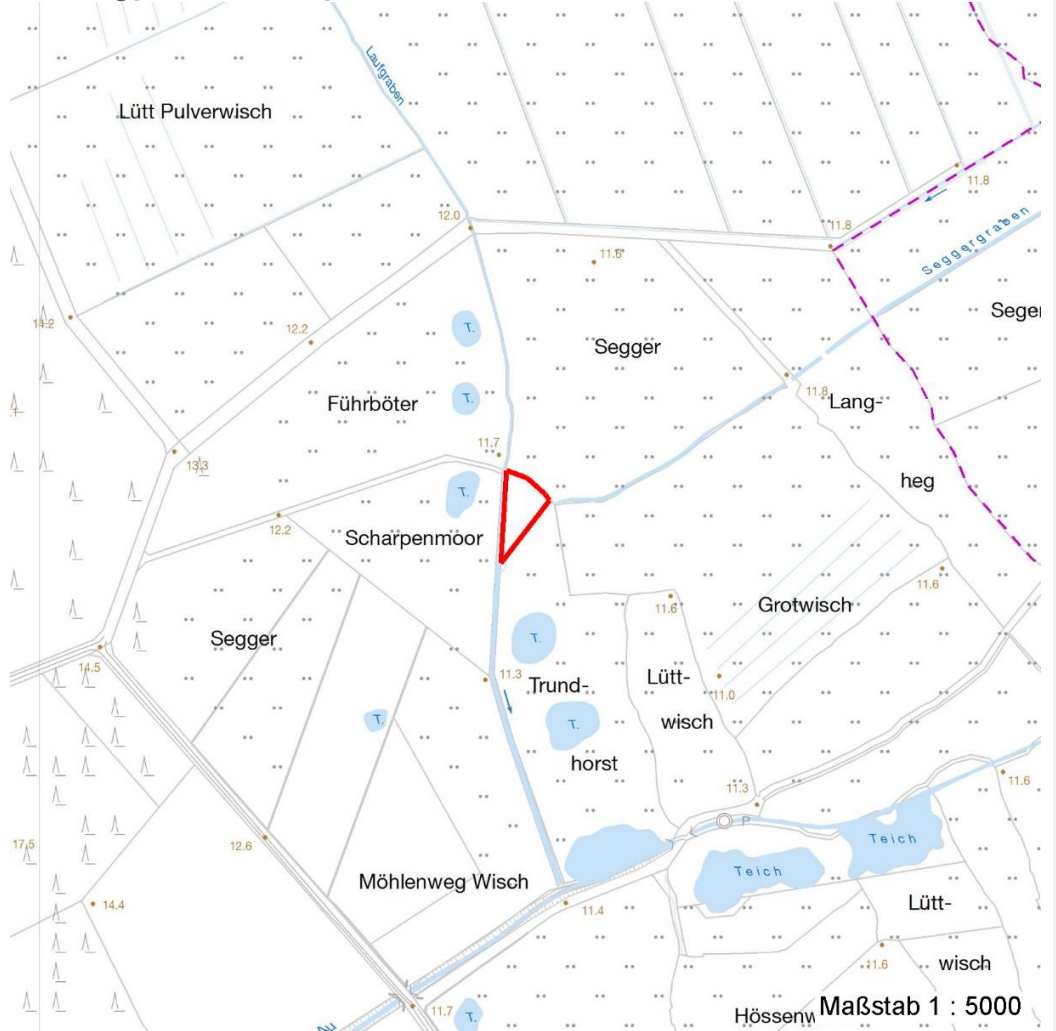 Laufgraben
Lütt Pulverwisch
11.8
12.0
11.8
Seggergraben
11.6
14.2
12.2
Segger
Seger
T.
Führböter
T.
11.8
Lang-
13.3
11.7
heg
12.2
T.
Scharpenmoor
11.6
11.6
Grotwisch
Segger
T.
14.5
11.3
Trund-
Lütt-
11.0
T.
T.
wisch
horst
11.3
11.6
17.5
12.6
P
Teich
Teich
Möhlenweg Wisch
14.4
11.4
Lütt-
11.6
wisch
11.7
T.
Hössenw
Maßstab 1 : 5000
Au